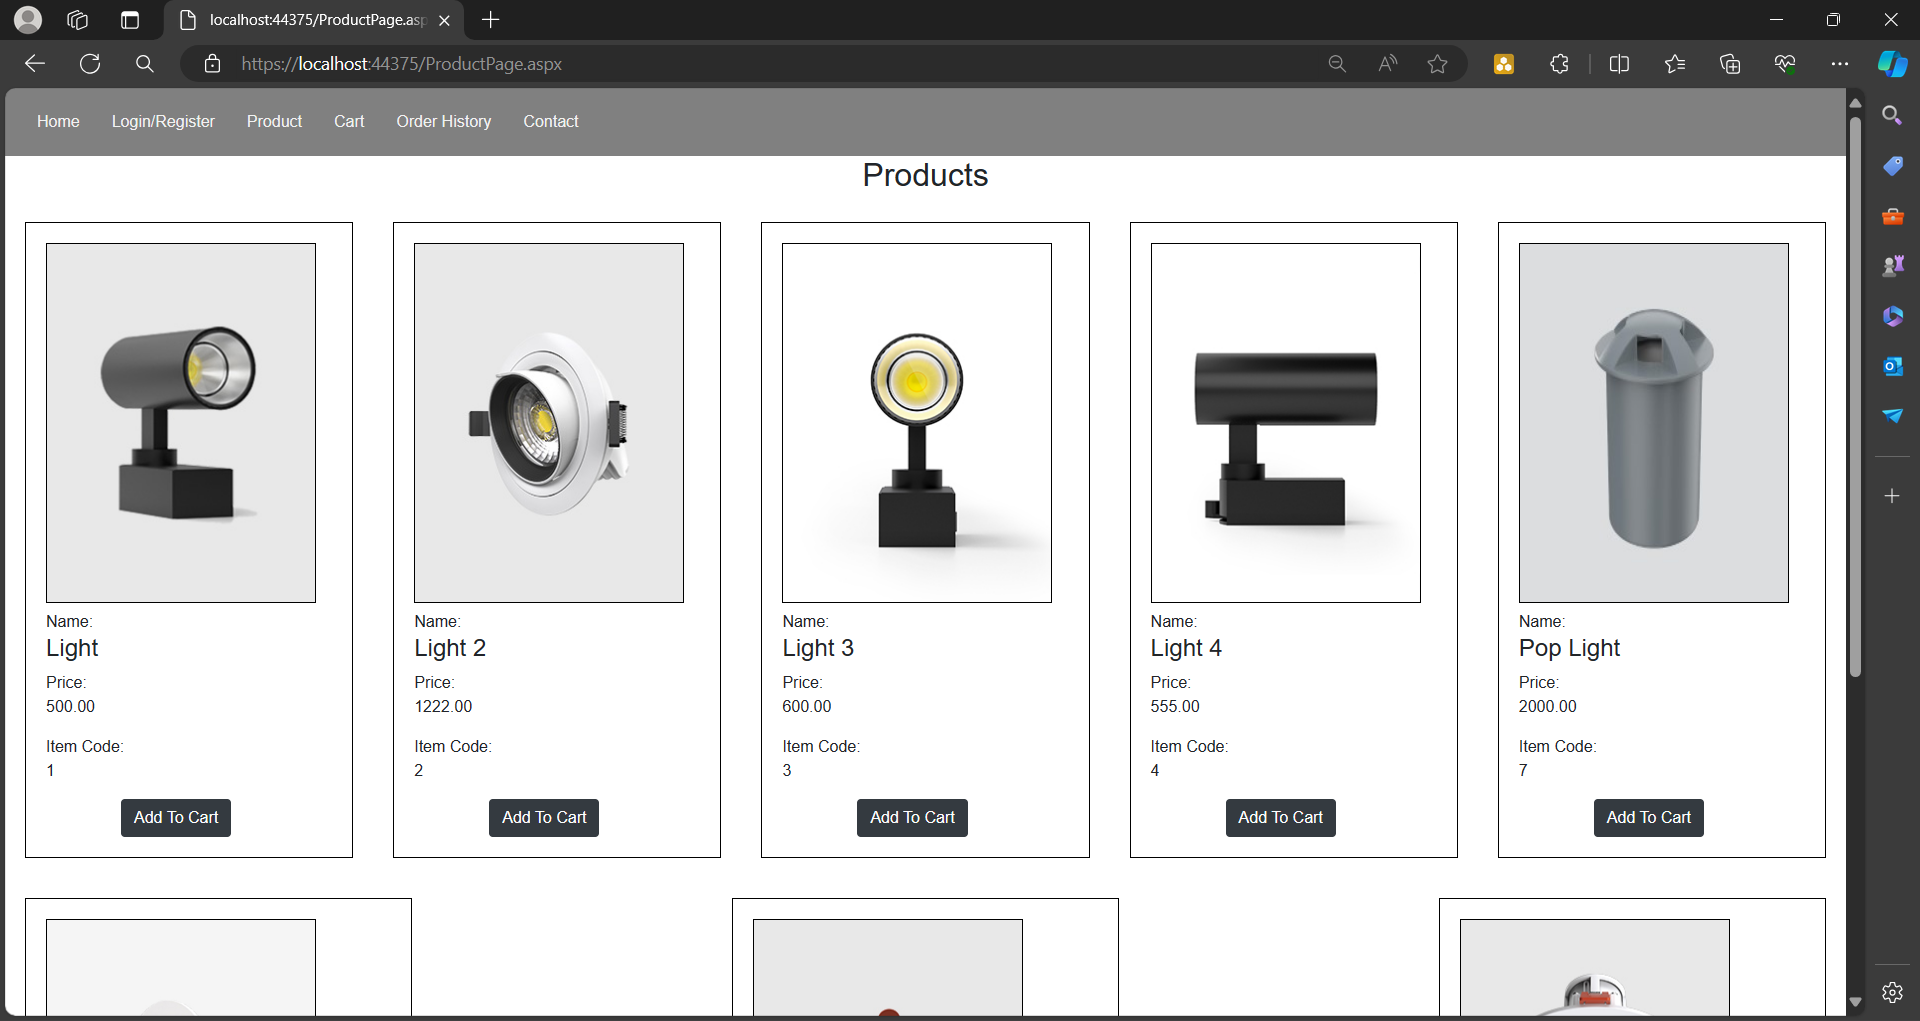 localhost:44375/ProductPage.asp
https://localhost:44375/ProductPage.aspx
Home Login/Register Product Cart Order History Contact
Products
Name:
Light
Price:
500.00
Item Code:
1
Add To Cart
Name:
Light 2
Price:
1222.00
Item Code:
2
Add To Cart
Name:
Light 3
Price:
600.00
Item Code:
3
Add To Cart
Name:
Light 4
Price:
555.00
Item Code:
4
Add To Cart
Name:
Pop Light
Price:
2000.00
Item Code:
7
Add To Cart